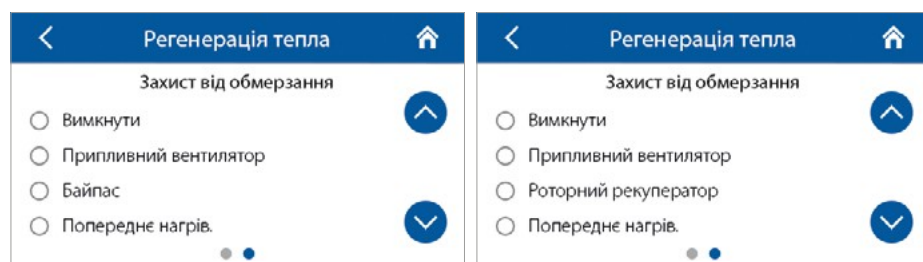 Регенерація тепла
Захист від обмерзання
Вимкнути
Припливний вентилятор
Байпас
Попереднє нагрів.
Регенерація тепла
Захист від обмерзання
Вимкнути
Припливний вентилятор
Роторний рекуператор
Попереднє нагрів.